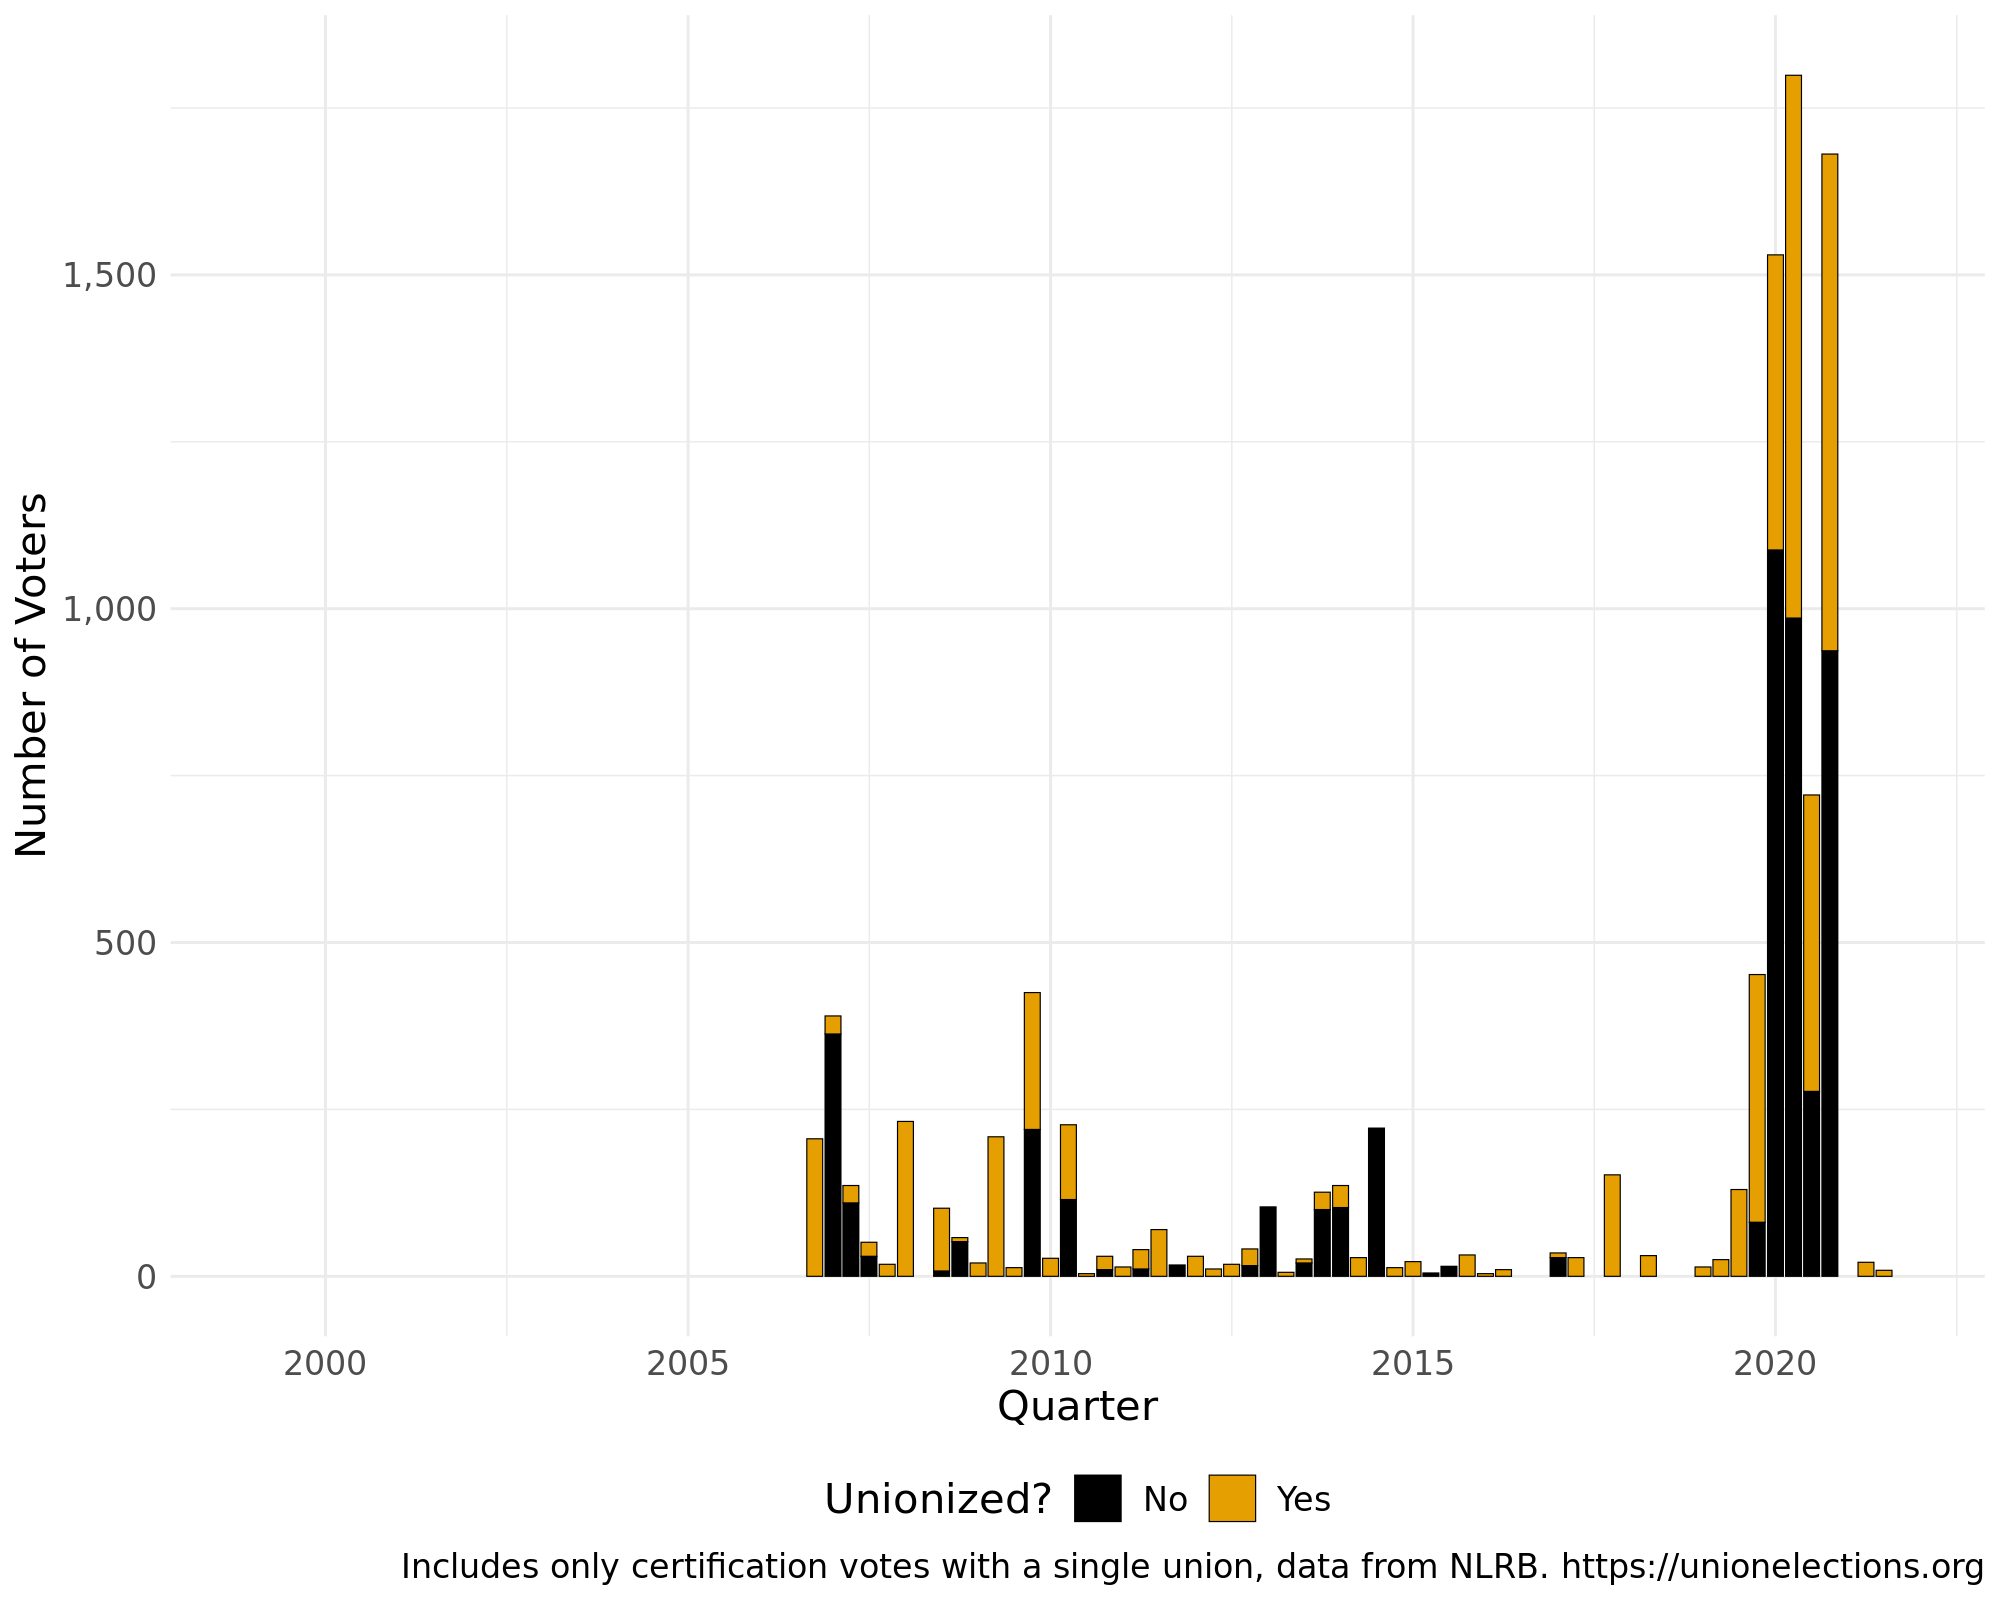 Number of Voters
1,500
1,000
500
0
2000 2005 2010 2015 2020
Quarter
Unionized? No Yes
Includes only certification votes with a single union, data from NLRB. https://unionelections.org